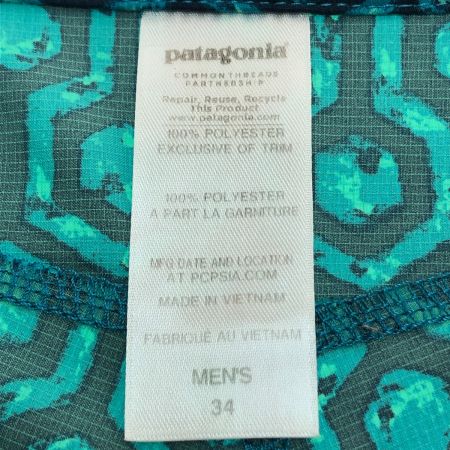 patagonia
COMMONTHREADS
PARTNERSHIP
Repair, Reuse, Recycle
This Product
www.patagonia.com
100% POLYESTER
EXCLUSIVE OF TRIM
100% POLYESTER
A PART LA GARNITURE
MFG DATE AND LOCATION
AT PCPSIA.COM
MADE IN VIETNAM
FABRIQUÉ AU VIETNAM
MEN'S
34